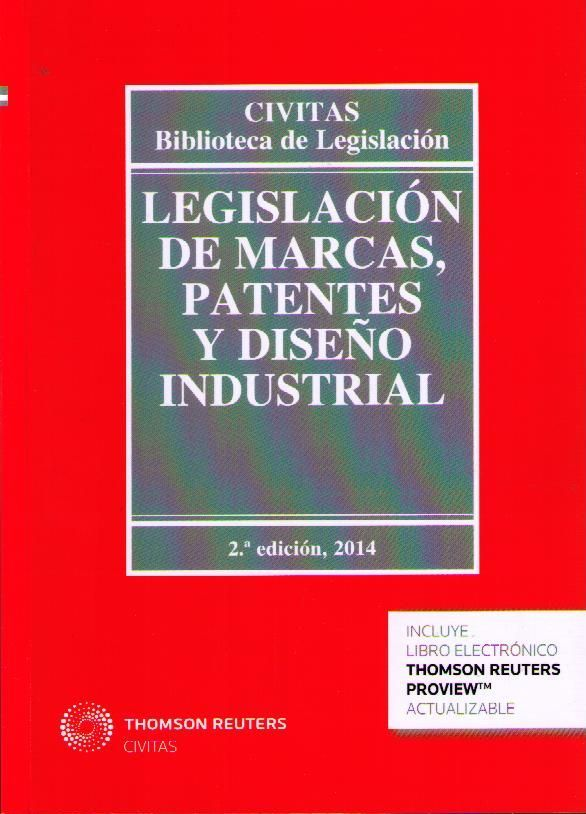 CIVITAS
Biblioteca de Legislación
LEGISLACIÓN
DE MARCAS,
PATENTES
Y DISEÑO
INDUSTRIAL
2.ª edición, 2014
INCLUYE
LIBRO ELECTRÓNICO
THOMSON REUTERS
PROVIEW™
ACTUALIZABLE
THOMSON REUTERS
CIVITAS